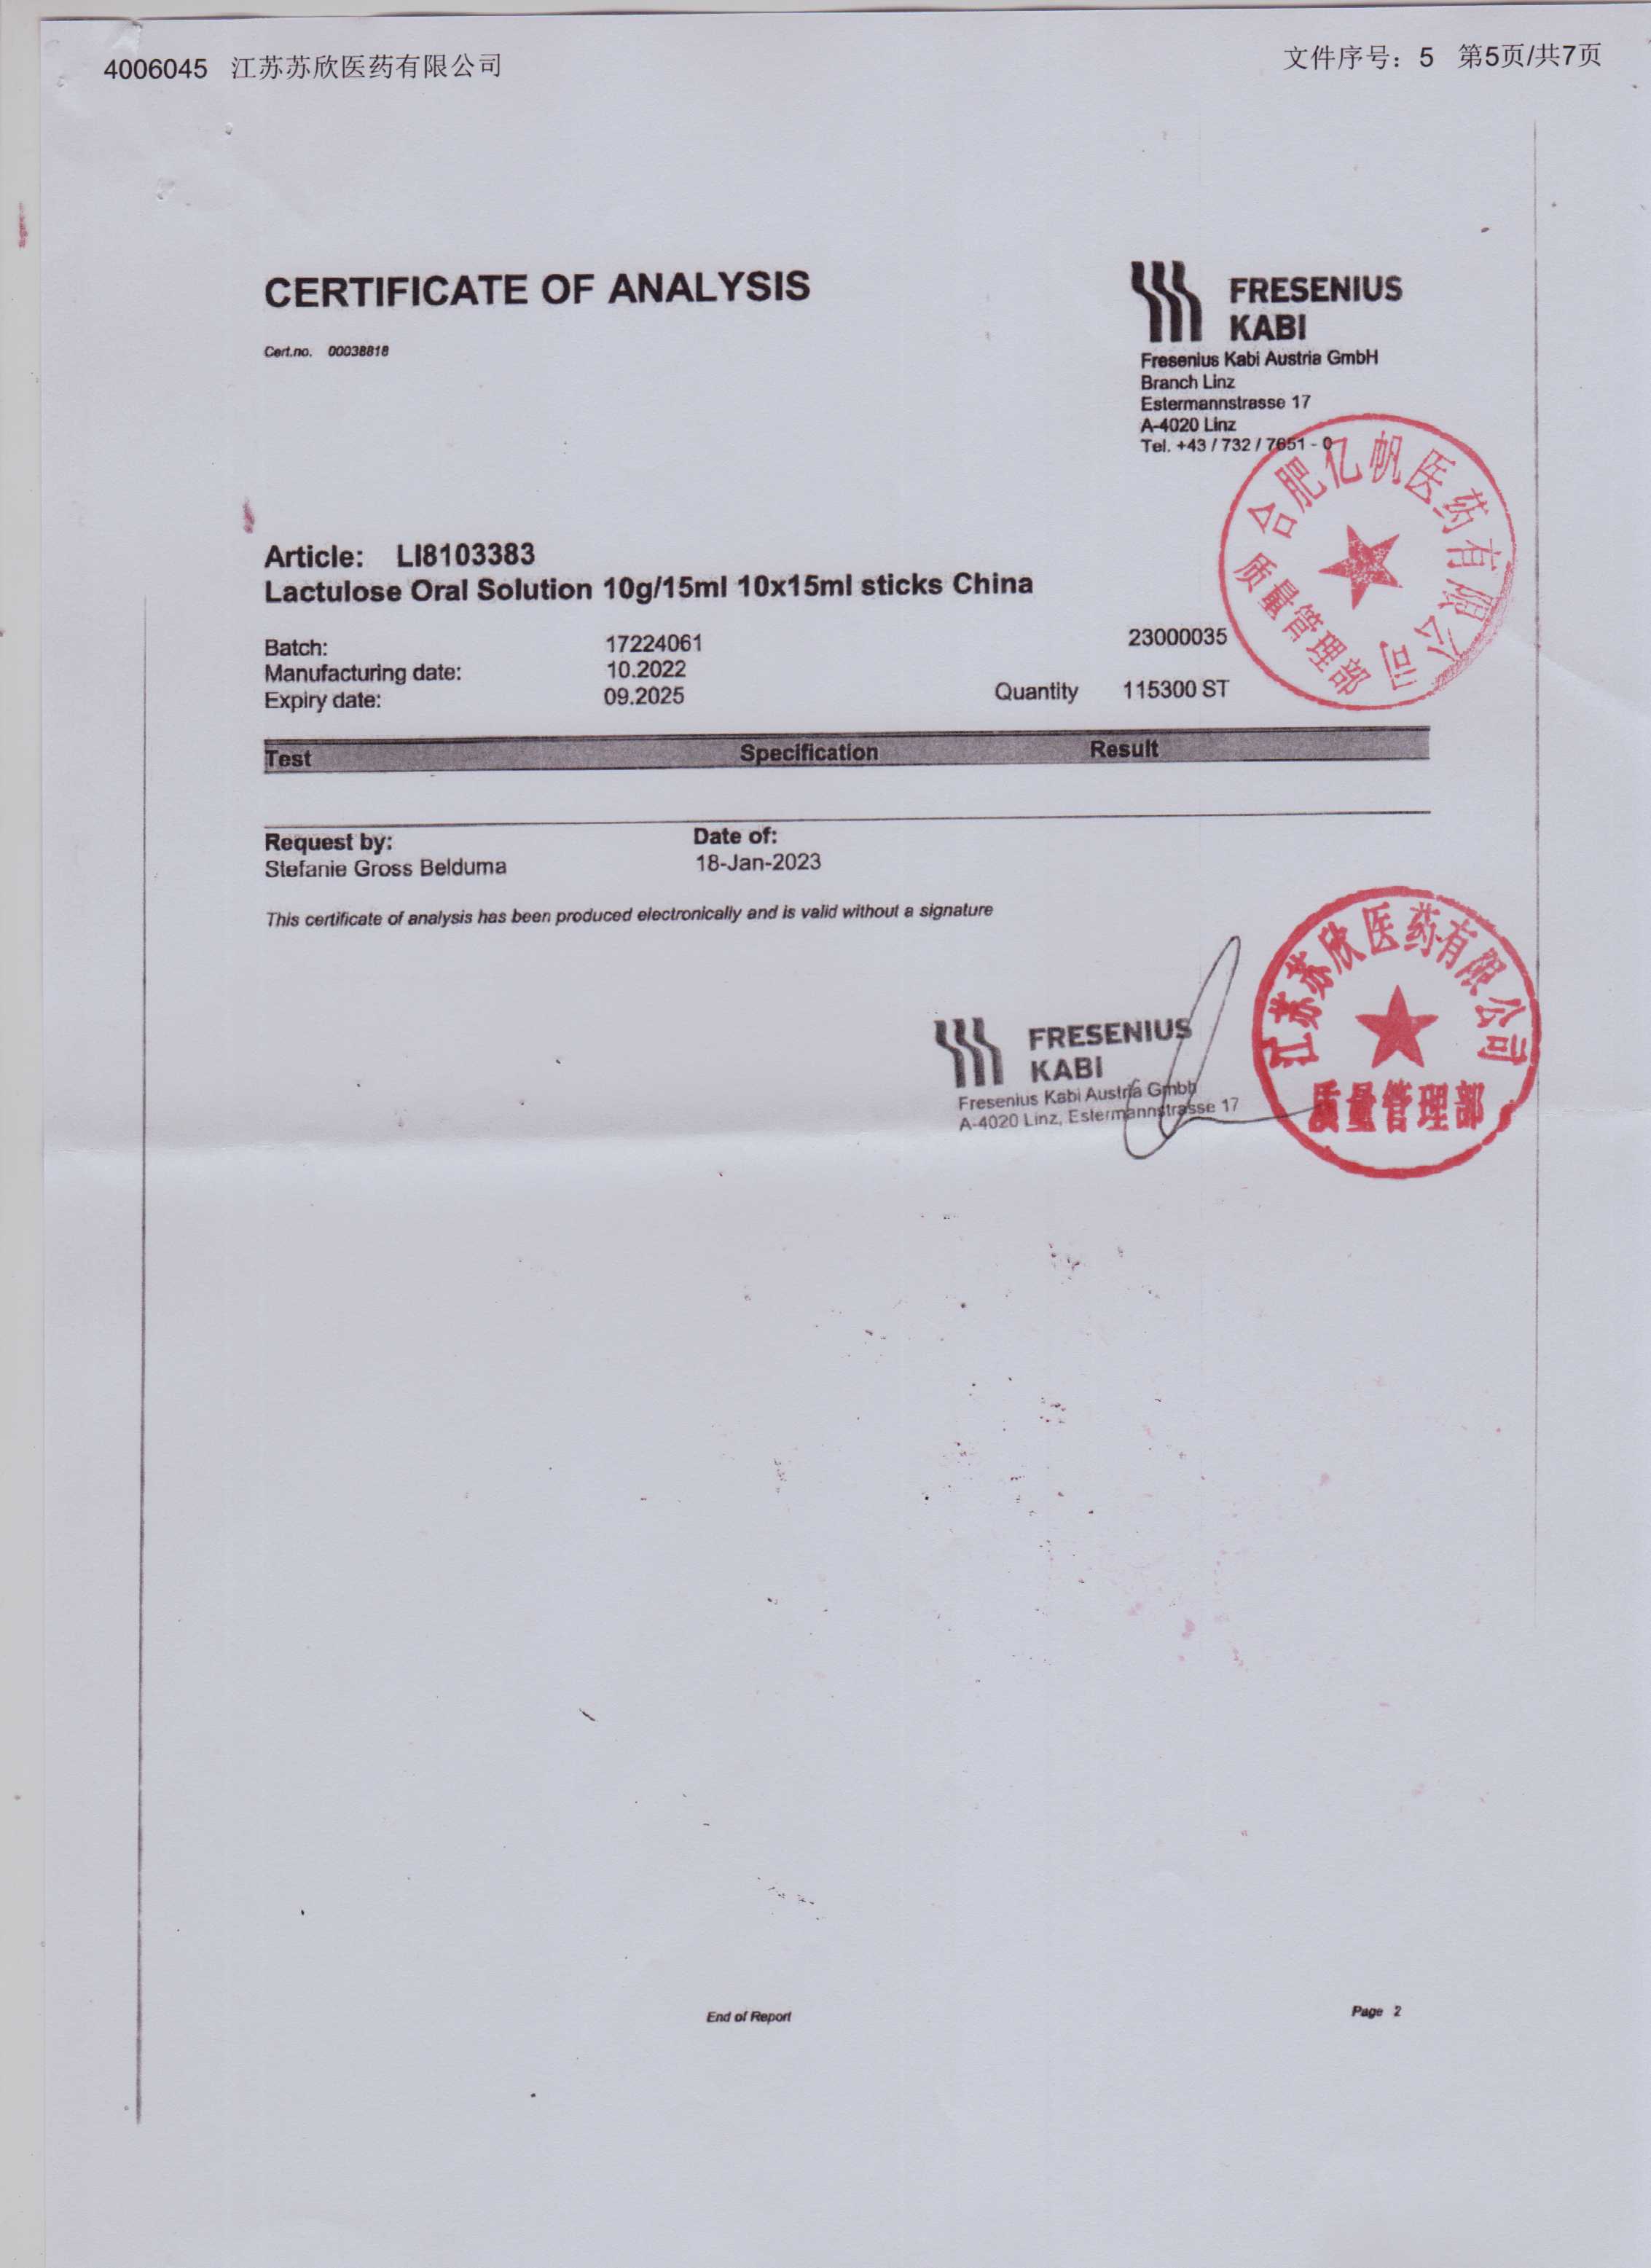 4006045 江苏苏欣医药有限公司 文件序号：5 第5页/共7页
CERTIFICATE OF ANALYSIS
Cert.no. 00038818
FRESENIUS
KABI
Fresenius Kabi Austria GmbH
Branch Linz
Estermannstrasse 17
A-4020 Linz
Tel. +43 / 732 / 7651 - 0
合肥亿帆医药有限公司
质量管理部
Article: LI8103383
Lactulose Oral Solution 10g/15ml 10x15ml sticks China
Batch: 17224061 23000035
Manufacturing date: 10.2022
Expiry date: 09.2025 Quantity 115300 ST
Test Specification Result
Request by: Date of:
Stefanie Gross Belduma 18-Jan-2023
This certificate of analysis has been produced electronically and is valid without a signature
FRESENIUS
KABI
Fresenius Kabi Austria Gmbh
A-4020 Linz, Estermannstrasse 17
江苏苏欣医药有限公司
质量管理部
End of Report Page 2